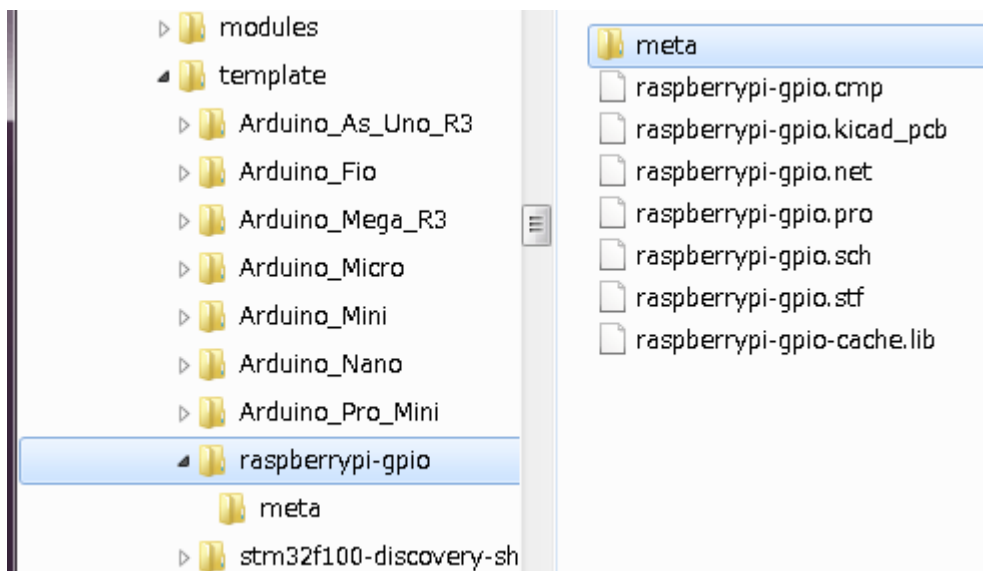 modules
template
Arduino_As_Uno_R3
Arduino_Fio
Arduino_Mega_R3
Arduino_Micro
Arduino_Mini
Arduino_Nano
Arduino_Pro_Mini
raspberrypi-gpio
meta
stm32f100-discovery-sh
meta
raspberrypi-gpio.cmp
raspberrypi-gpio.kicad_pcb
raspberrypi-gpio.net
raspberrypi-gpio.pro
raspberrypi-gpio.sch
raspberrypi-gpio.stf
raspberrypi-gpio-cache.lib